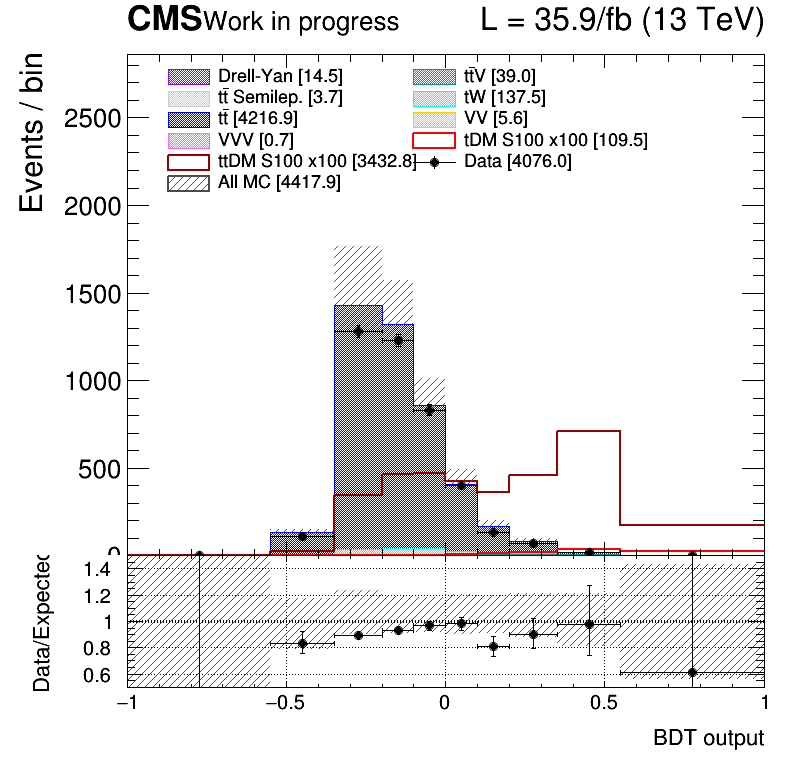 CMS Work in progress L = 35.9/fb (13 TeV)
Events / bin
Drell-Yan [14.5] tt̄V [39.0]
tt̄ Semilep. [3.7] tW [137.5]
tt̄ [4216.9] VV [5.6]
VVV [0.7] tDM S100 x100 [109.5]
ttDM S100 x100 [3432.8] Data [4076.0]
All MC [4417.9]
2500
2000
1500
1000
500
0
Data/Expected
1.4
1.2
1
0.8
0.6
−1 −0.5 0 0.5 1
BDT output